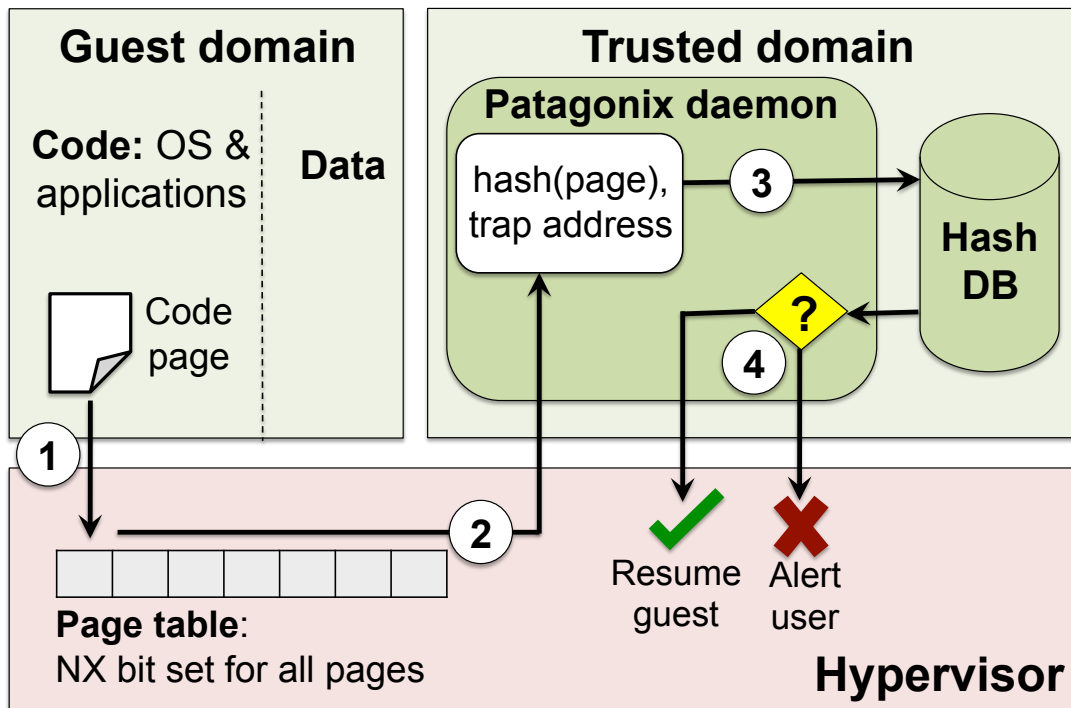 Guest domain
Code: OS &
applications
Data
Code
page
1
Trusted domain
Patagonix daemon
hash(page),
trap address
3
Hash
DB
?
4
2
Page table:
NX bit set for all pages
Resume
guest
Alert
user
Hypervisor